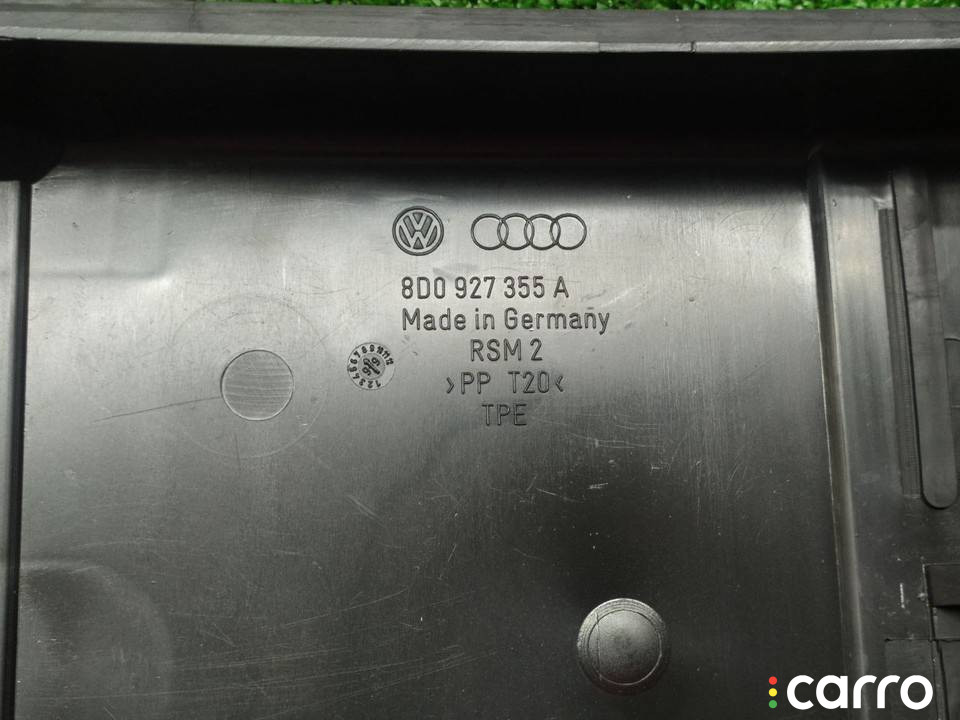 8D0 927 355 A
Made in Germany
RSM 2
>PP T20<
TPE
carro